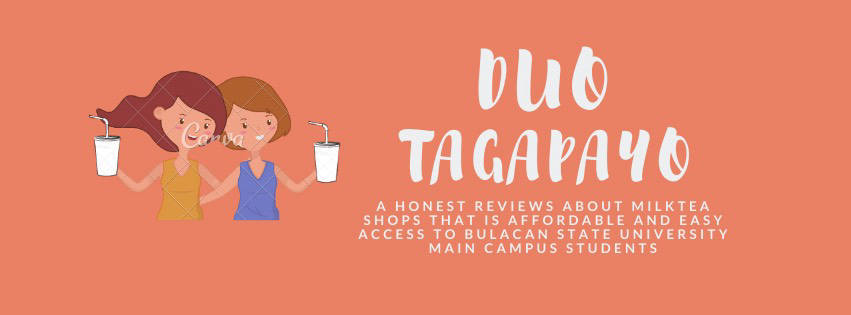 DUO
TAGAPAYO
Canva
A HONEST REVIEWS ABOUT MILKTEA
SHOPS THAT IS AFFORDABLE AND EASY
ACCESS TO BULACAN STATE UNIVERSITY
MAIN CAMPUS STUDENTS